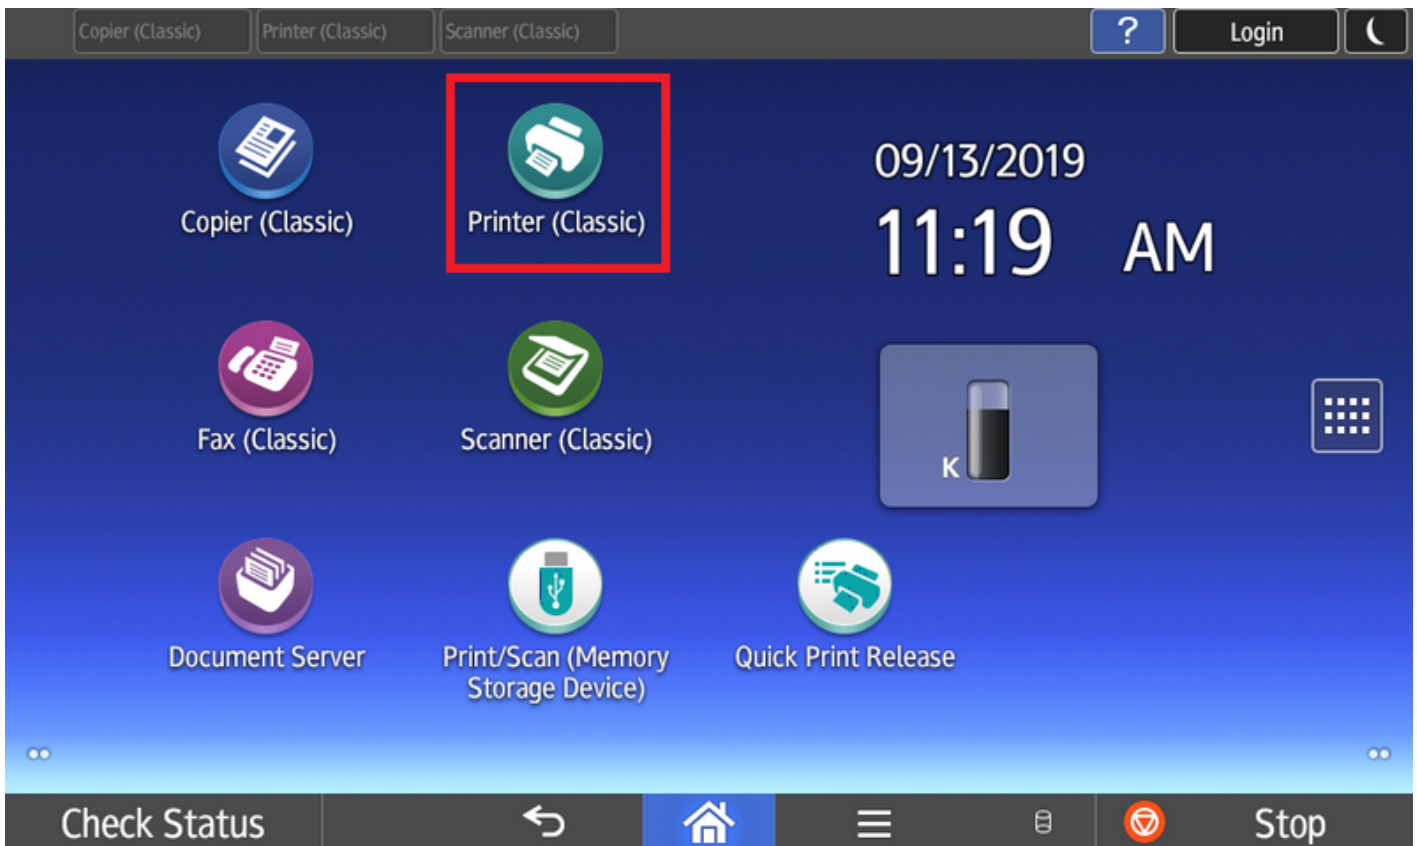 Copier (Classic)
Printer (Classic)
Scanner (Classic)
?
Login
Copier (Classic)
Printer (Classic)
09/13/2019
11:19 AM
Fax (Classic)
Scanner (Classic)
K
Document Server
Print/Scan (Memory
Storage Device)
Quick Print Release
Check Status
Stop